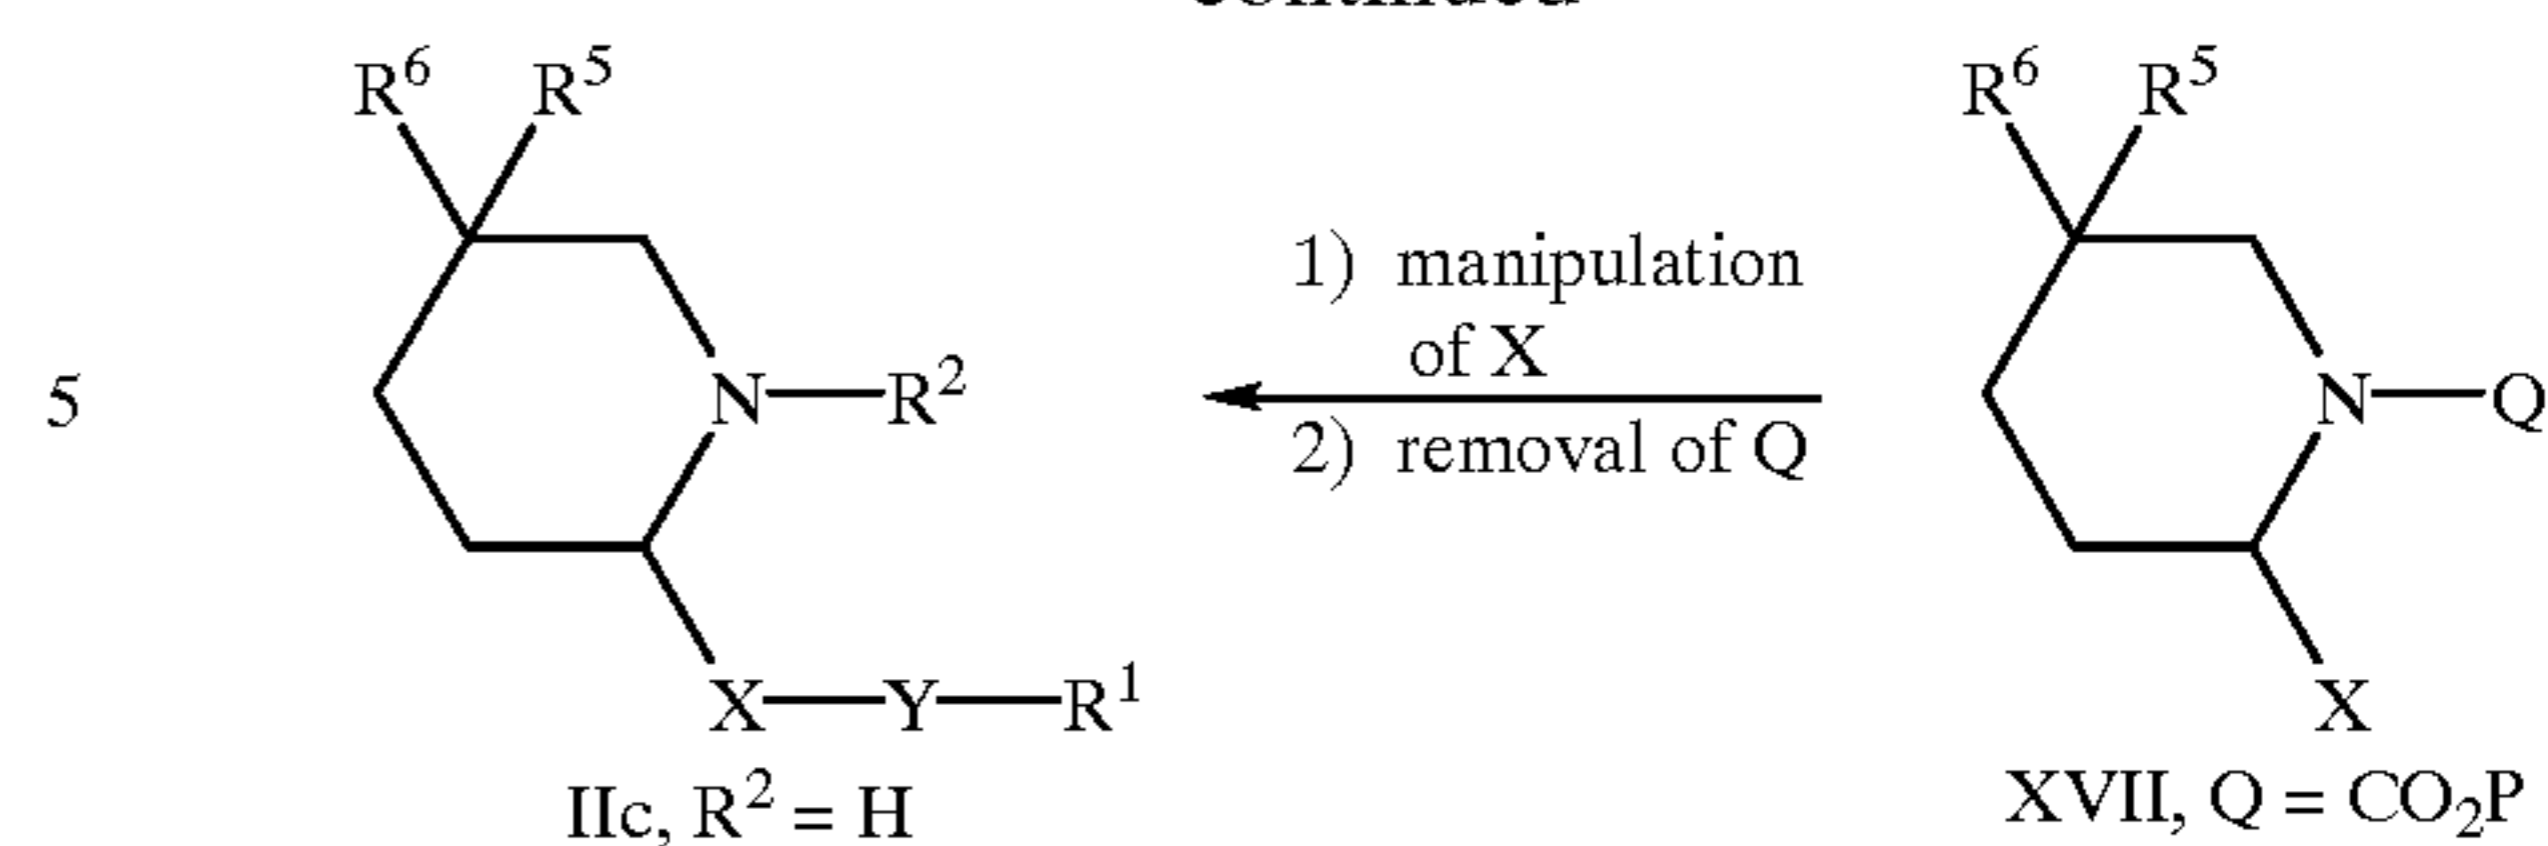 R⁶ R⁵ R⁶ R⁵
1) manipulation
of X
5 N—R² N—Q
2) removal of Q
X—Y—R¹ X
IIc, R² = H XVII, Q = CO₂P